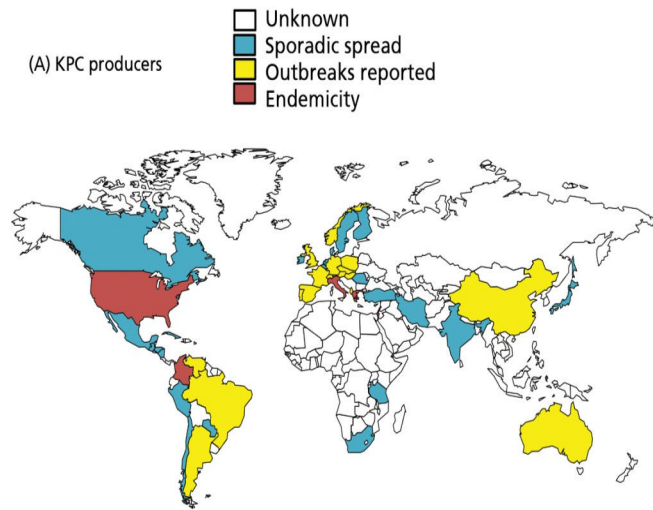 Unknown
Sporadic spread
(A) KPC producers
Outbreaks reported
Endemicity